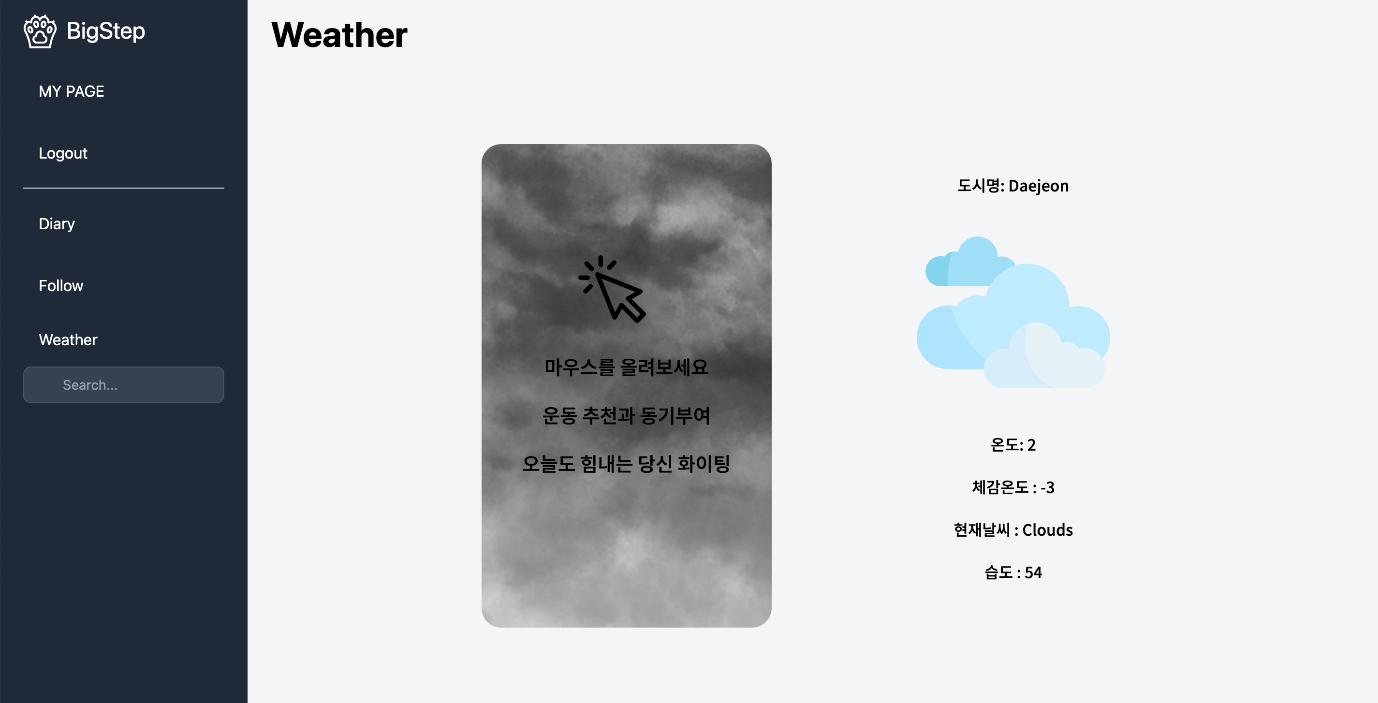 BigStep
MY PAGE
Logout
Diary
Follow
Weather
Search...
Weather
마우스를 올려보세요
운동 추천과 동기부여
오늘도 힘내는 당신 화이팅
도시명: Daejeon
온도: 2
체감온도 : -3
현재날씨 : Clouds
습도 : 54